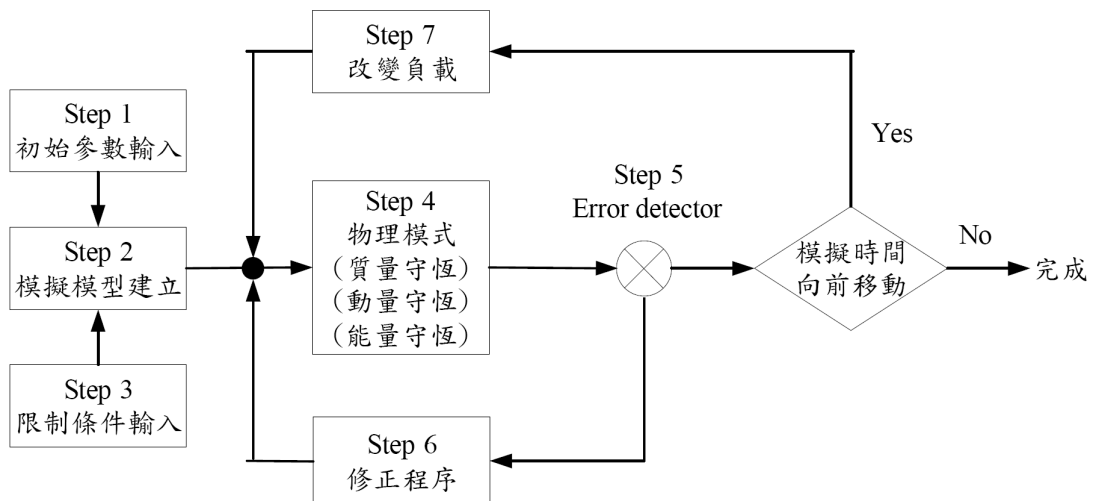 Step 7
改變負載
Step 1
初始參數輸入
Yes
Step 5
Error detector
Step 4
物理模式
(質量守恆)
(動量守恆)
(能量守恆)
Step 2
模擬模型建立
模擬時間
向前移動
No
完成
Step 3
限制條件輸入
Step 6
修正程序